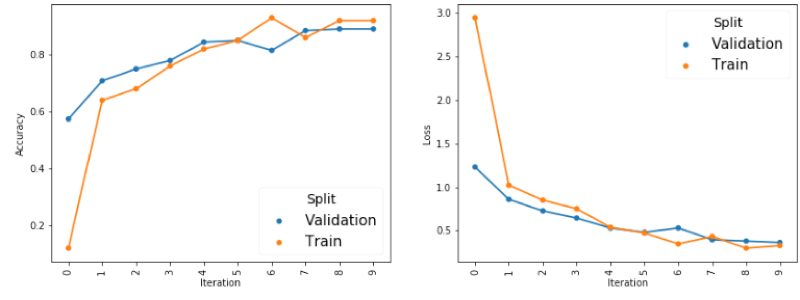 Accuracy
0.8
0.6
0.4
0.2
0 1 2 3 4 5 6 7 8 9
Iteration
Split
Validation
Train
Loss
3.0
2.5
2.0
1.5
1.0
0.5
0 1 2 3 4 5 6 7 8 9
Iteration
Split
Validation
Train